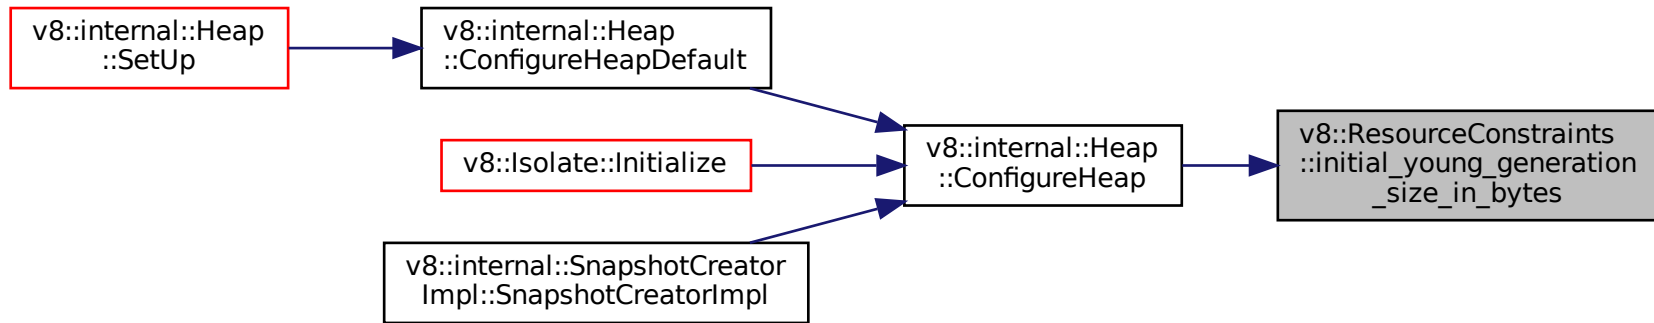 v8::internal::Heap
::SetUp
v8::internal::Heap
::ConfigureHeapDefault
v8::Isolate::Initialize
v8::internal::SnapshotCreator
Impl::SnapshotCreatorImpl
v8::internal::Heap
::ConfigureHeap
v8::ResourceConstraints
::initial_young_generation
_size_in_bytes